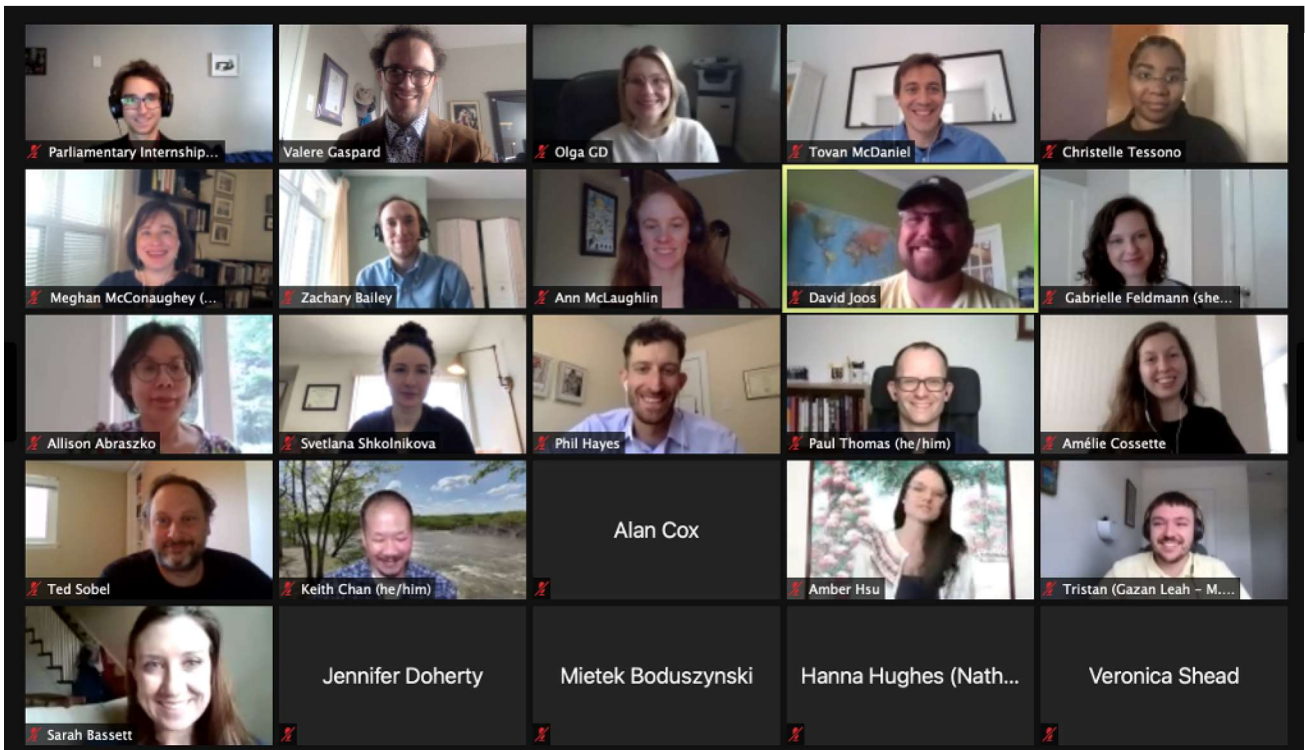 Parliamentary Internship...
Valere Gaspard
Olga GD
Tovan McDaniel
Christelle Tessono
Meghan McConaughey (...
Zachary Bailey
Ann McLaughlin
David Joos
Gabrielle Feldmann (she...
Allison Abraszko
Svetlana Shkolnikova
Phil Hayes
Paul Thomas (he/him)
Amélie Cossette
Ted Sobel
Keith Chan (he/him)
Alan Cox
Amber Hsu
Tristan (Gazan Leah – M....
Sarah Bassett
Jennifer Doherty
Mietek Boduszynski
Hanna Hughes (Nath...
Veronica Shead